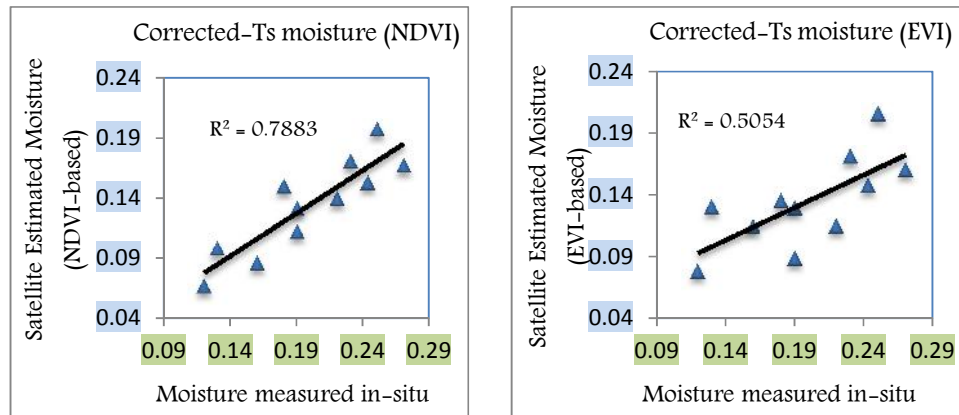 Corrected-Ts moisture (NDVI)
Satellite Estimated Moisture
(NDVI-based)
0.24
0.19
0.14
0.09
0.04
R² = 0.7883
0.09 0.14 0.19 0.24 0.29
Moisture measured in-situ
Corrected-Ts moisture (EVI)
Satellite Estimated Moisture
(EVI-based)
0.24
0.19
0.14
0.09
0.04
R² = 0.5054
0.09 0.14 0.19 0.24 0.29
Moisture measured in-situ